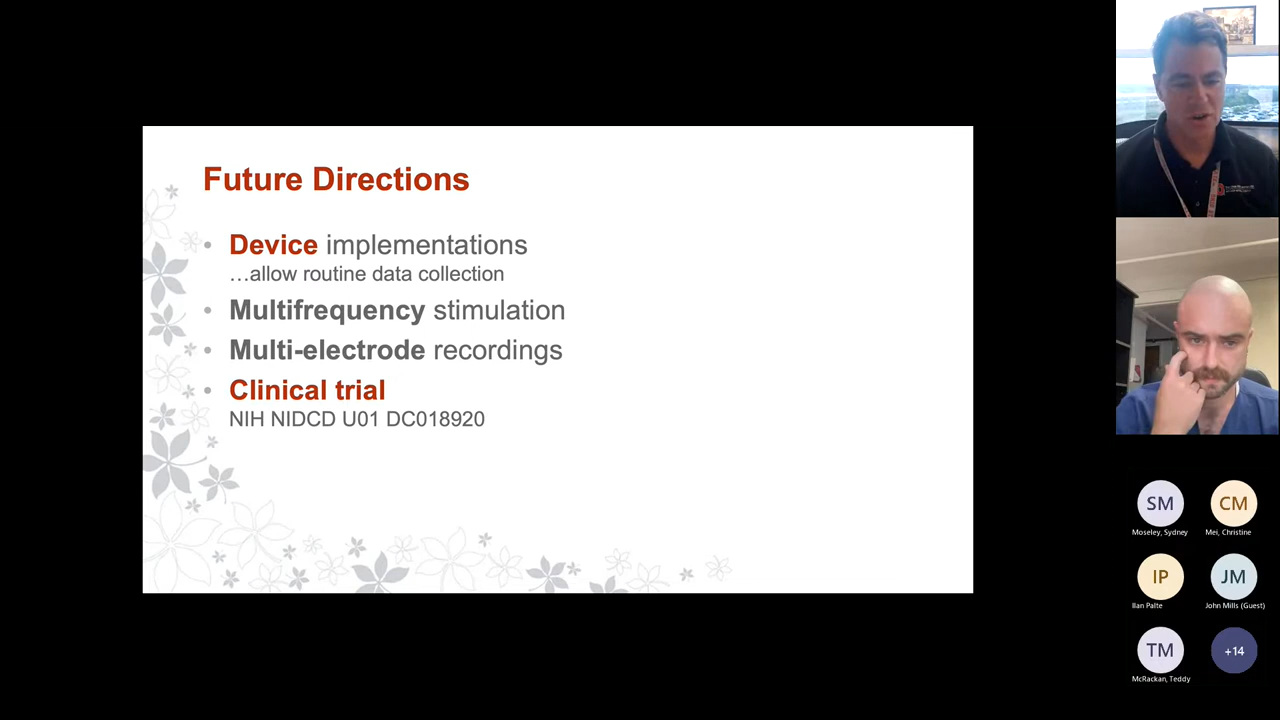 Future Directions
• Device implementations
…allow routine data collection
• Multifrequency stimulation
• Multi-electrode recordings
• Clinical trial
NIH NIDCD U01 DC018920
SM
CM
Moseley, Sydney
Mei, Christine
IP
JM
Ilan Palte
John Mills (Guest)
TM
+14
McRackan, Teddy